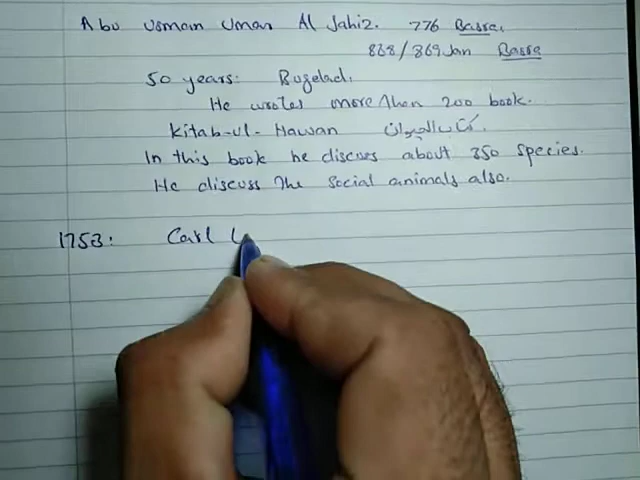 Abu Usman Umar Al Jahiz. 776 Basra.
868/869 Jan Basra
50 years: Bugdad.
He wrotes more than 200 book.
Kitab-ul-Hawan كتاب الحيوان.
In this book he discues about 350 species.
He discuss the social animals also.
1753: Carl L